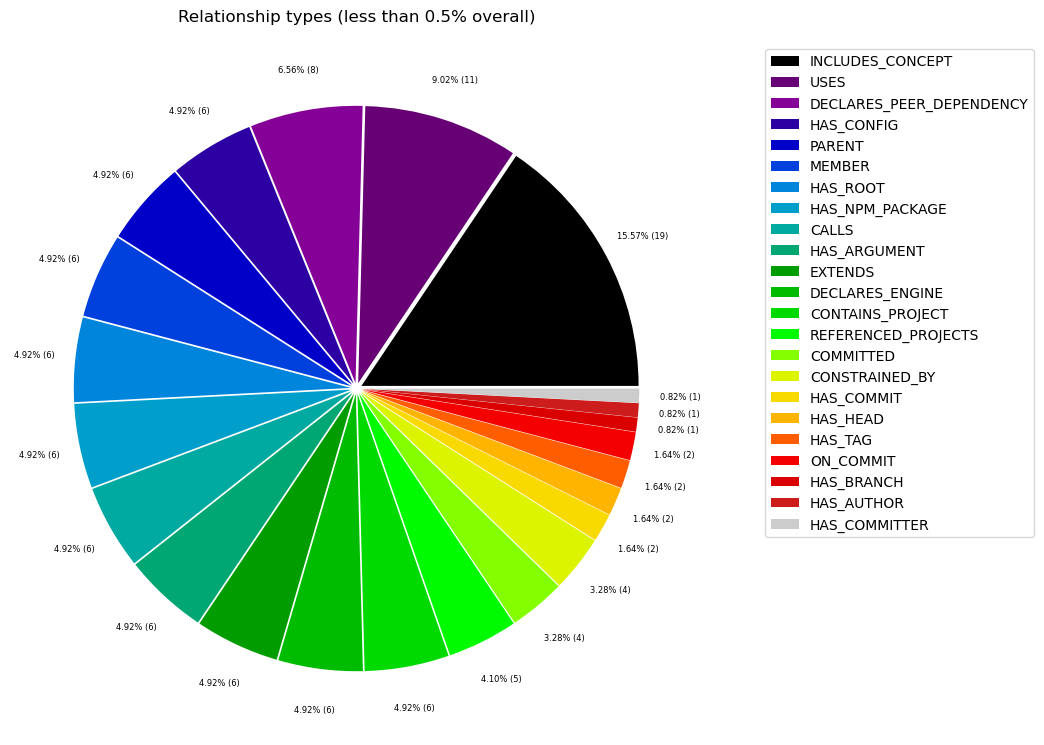 Relationship types (less than 0.5% overall)
15.57% (19)
9.02% (11)
6.56% (8)
4.92% (6)
4.92% (6)
4.92% (6)
4.92% (6)
4.92% (6)
4.92% (6)
4.92% (6)
4.92% (6)
4.92% (6)
4.92% (6)
4.10% (5)
3.28% (4)
3.28% (4)
1.64% (2)
1.64% (2)
1.64% (2)
1.64% (2)
0.82% (1)
0.82% (1)
0.82% (1)
INCLUDES_CONCEPT
USES
DECLARES_PEER_DEPENDENCY
HAS_CONFIG
PARENT
MEMBER
HAS_ROOT
HAS_NPM_PACKAGE
CALLS
HAS_ARGUMENT
EXTENDS
DECLARES_ENGINE
CONTAINS_PROJECT
REFERENCED_PROJECTS
COMMITTED
CONSTRAINED_BY
HAS_COMMIT
HAS_HEAD
HAS_TAG
ON_COMMIT
HAS_BRANCH
HAS_AUTHOR
HAS_COMMITTER